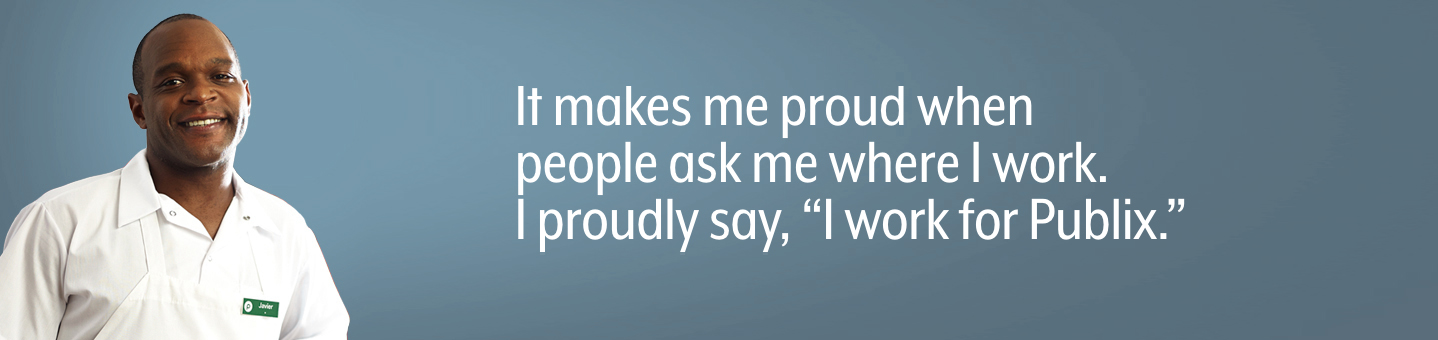 It makes me proud when
people ask me where I work.
I proudly say, “I work for Publix.”
p Javier